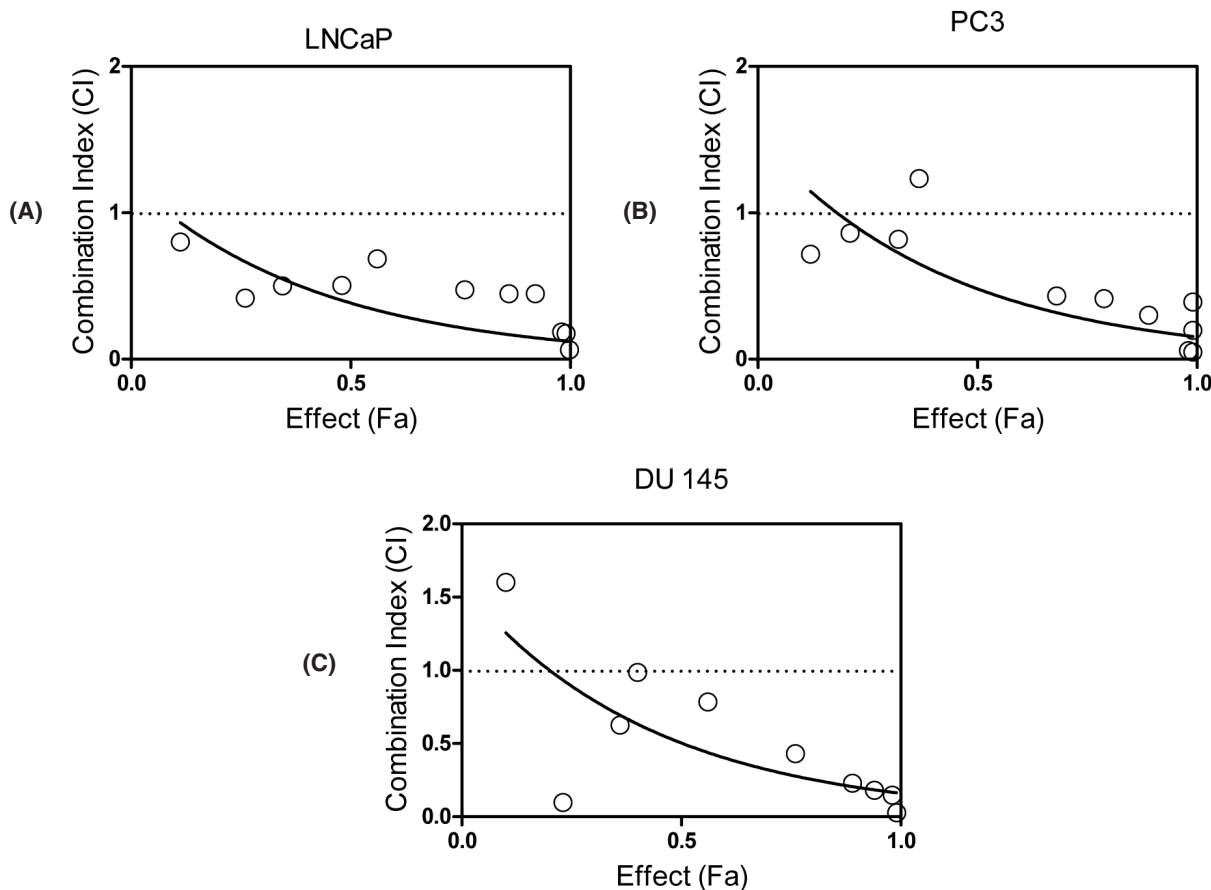 LNCaP
(A)
Combination Index (CI)
2
1
0
0.0 0.5 1.0
Effect (Fa)
PC3
(B)
Combination Index (CI)
2
1
0
0.0 0.5 1.0
Effect (Fa)
DU 145
(C)
Combination Index (CI)
2.0
1.5
1.0
0.5
0.0
0.0 0.5 1.0
Effect (Fa)